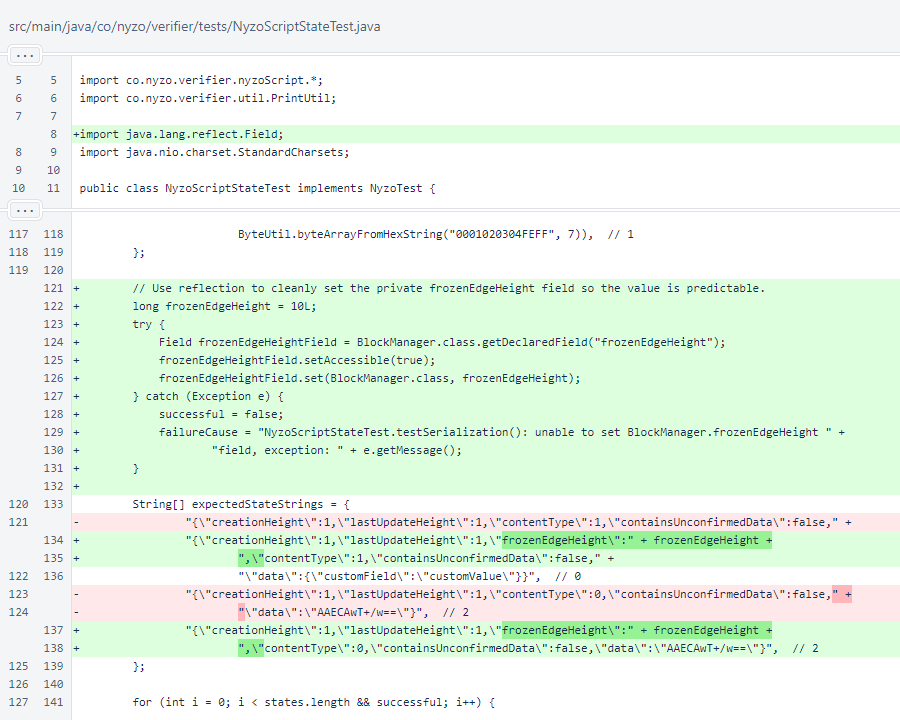 src/main/java/co/nyzo/verifier/tests/NyzoScriptStateTest.java
...
5 5 import co.nyzo.verifier.nyzoScript.*;
6 6 import co.nyzo.verifier.util.PrintUtil;
7 7
8 +import java.lang.reflect.Field;
8 9 import java.nio.charset.StandardCharsets;
9 10
10 11 public class NyzoScriptStateTest implements NyzoTest {
...
117 118 ByteUtil.byteArrayFromHexString("0001020304FEFF", 7)), // 1
118 119 };
119 120
121 + // Use reflection to cleanly set the private frozenEdgeHeight field so the value is predictable.
122 + long frozenEdgeHeight = 10L;
123 + try {
124 + Field frozenEdgeHeightField = BlockManager.class.getDeclaredField("frozenEdgeHeight");
125 + frozenEdgeHeightField.setAccessible(true);
126 + frozenEdgeHeightField.set(BlockManager.class, frozenEdgeHeight);
127 + } catch (Exception e) {
128 + successful = false;
129 + failureCause = "NyzoScriptStateTest.testSerialization(): unable to set BlockManager.frozenEdgeHeight " +
130 + "field, exception: " + e.getMessage();
131 + }
132 +
120 133 String[] expectedStateStrings = {
121 - "{\"creationHeight\":1,\"lastUpdateHeight\":1,\"contentType\":1,\"containsUnconfirmedData\":false," +
134 + "{\"creationHeight\":1,\"lastUpdateHeight\":1,\"frozenEdgeHeight\":" + frozenEdgeHeight +
135 + ",\"contentType\":1,\"containsUnconfirmedData\":false," +
122 136 "\"data\":{\"customField\":\"customValue\"}}", // 0
123 - "{\"creationHeight\":1,\"lastUpdateHeight\":1,\"contentType\":0,\"containsUnconfirmedData\":false," +
124 - "\"data\":\"AAECAwT+/w==\"}", // 2
137 + "{\"creationHeight\":1,\"lastUpdateHeight\":1,\"frozenEdgeHeight\":" + frozenEdgeHeight +
138 + ",\"contentType\":0,\"containsUnconfirmedData\":false,\"data\":\"AAECAwT+/w==\"}", // 2
125 139 };
126 140
127 141 for (int i = 0; i < states.length && successful; i++) {